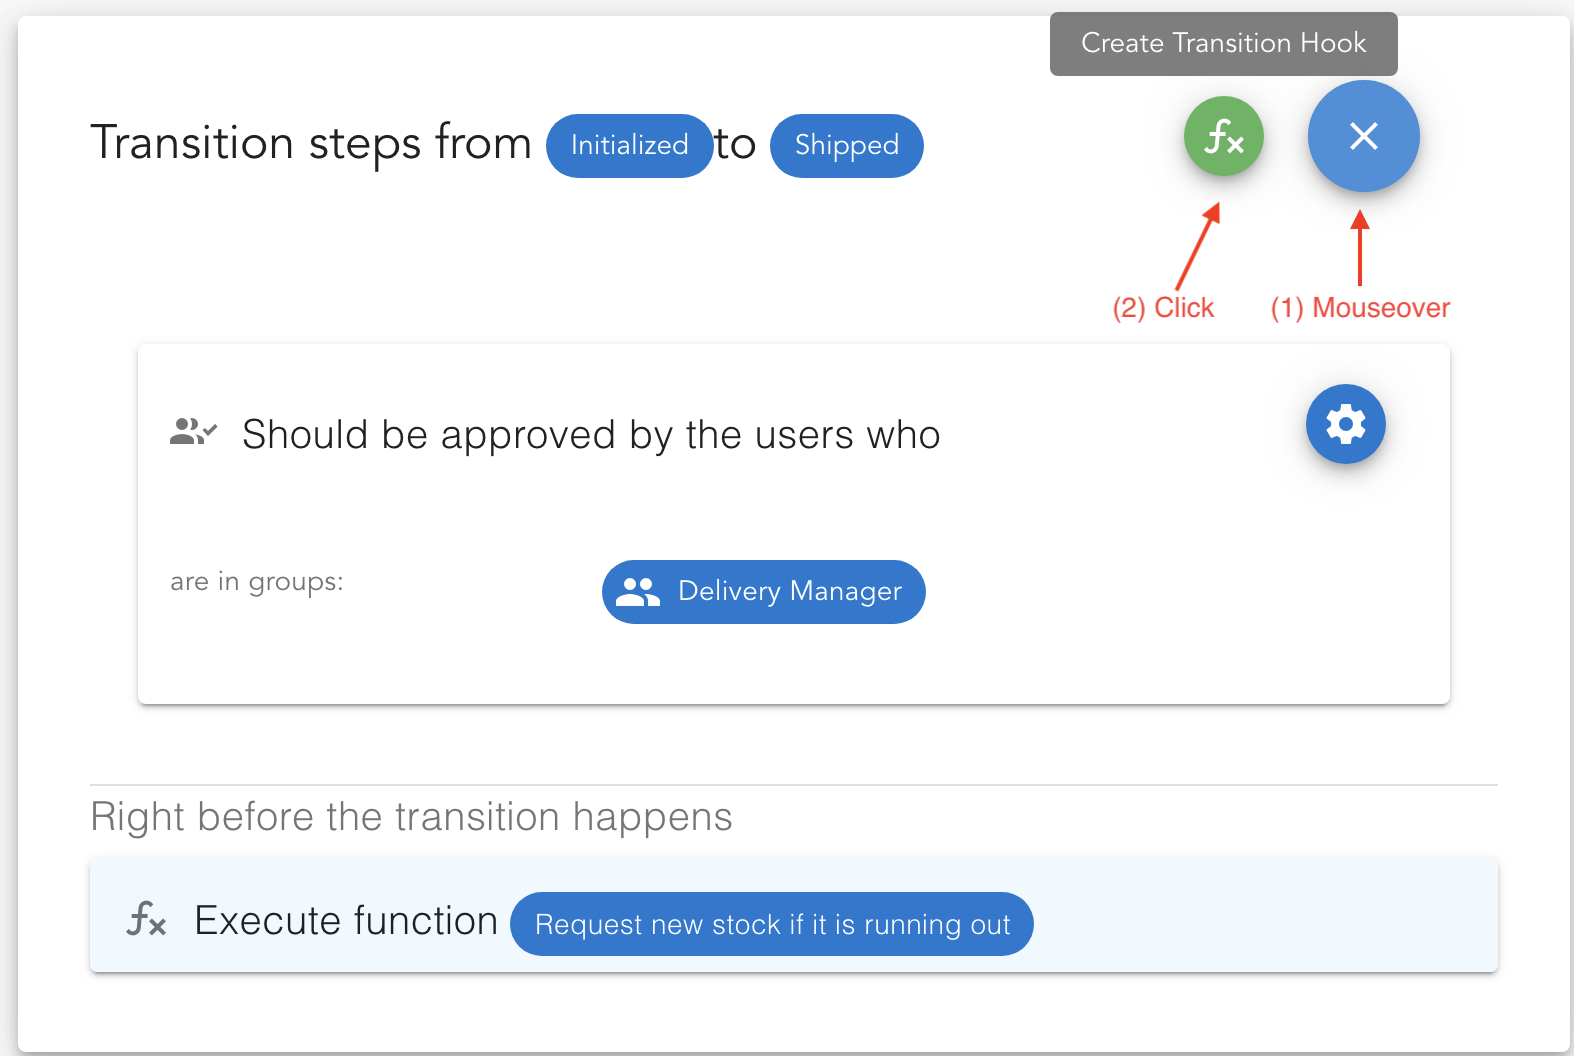 Create Transition Hook
Transition steps from Initialized to Shipped
(2) Click (1) Mouseover
Should be approved by the users who
are in groups: Delivery Manager
Right before the transition happens
Execute function Request new stock if it is running out